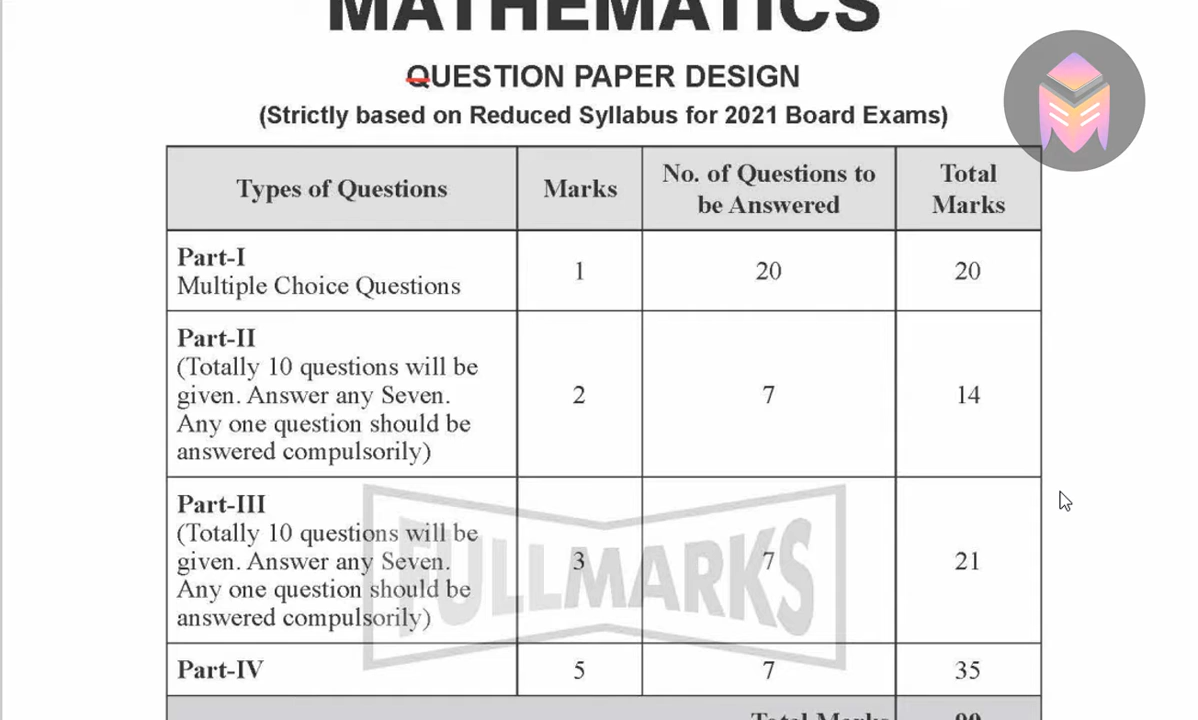 MATHEMATICS
QUESTION PAPER DESIGN
(Strictly based on Reduced Syllabus for 2021 Board Exams)
Types of Questions Marks No. of Questions to be Answered Total Marks
Part-I
Multiple Choice Questions 1 20 20
Part-II
(Totally 10 questions will be
given. Answer any Seven. 2 7 14
Any one question should be
answered compulsorily)
Part-III
(Totally 10 questions will be
given. Answer any Seven. 3 7 21
Any one question should be
answered compulsorily)
FULLMARKS
Part-IV 5 7 35
Total Marks 90